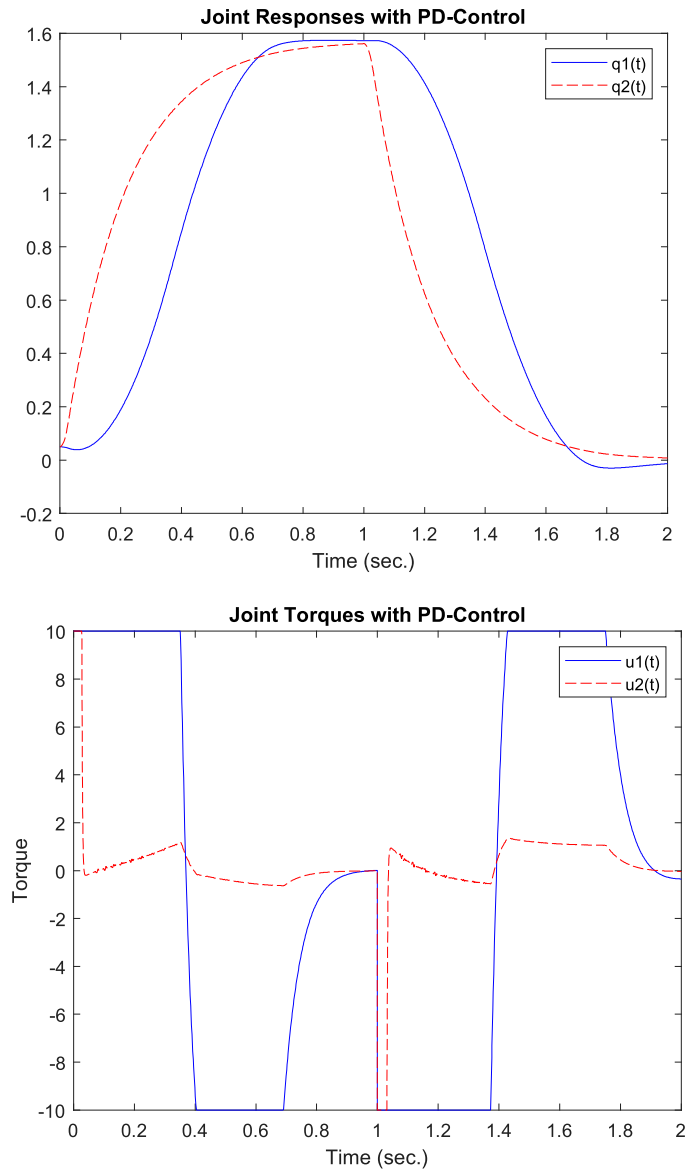 Joint Responses with PD-Control
1.6
1.4
1.2
1
0.8
0.6
0.4
0.2
0
-0.2
q1(t)
q2(t)
0 0.2 0.4 0.6 0.8 1 1.2 1.4 1.6 1.8 2
Time (sec.)
Joint Torques with PD-Control
10
8
6
4
2
0
-2
-4
-6
-8
-10
Torque
u1(t)
u2(t)
0 0.2 0.4 0.6 0.8 1 1.2 1.4 1.6 1.8 2
Time (sec.)